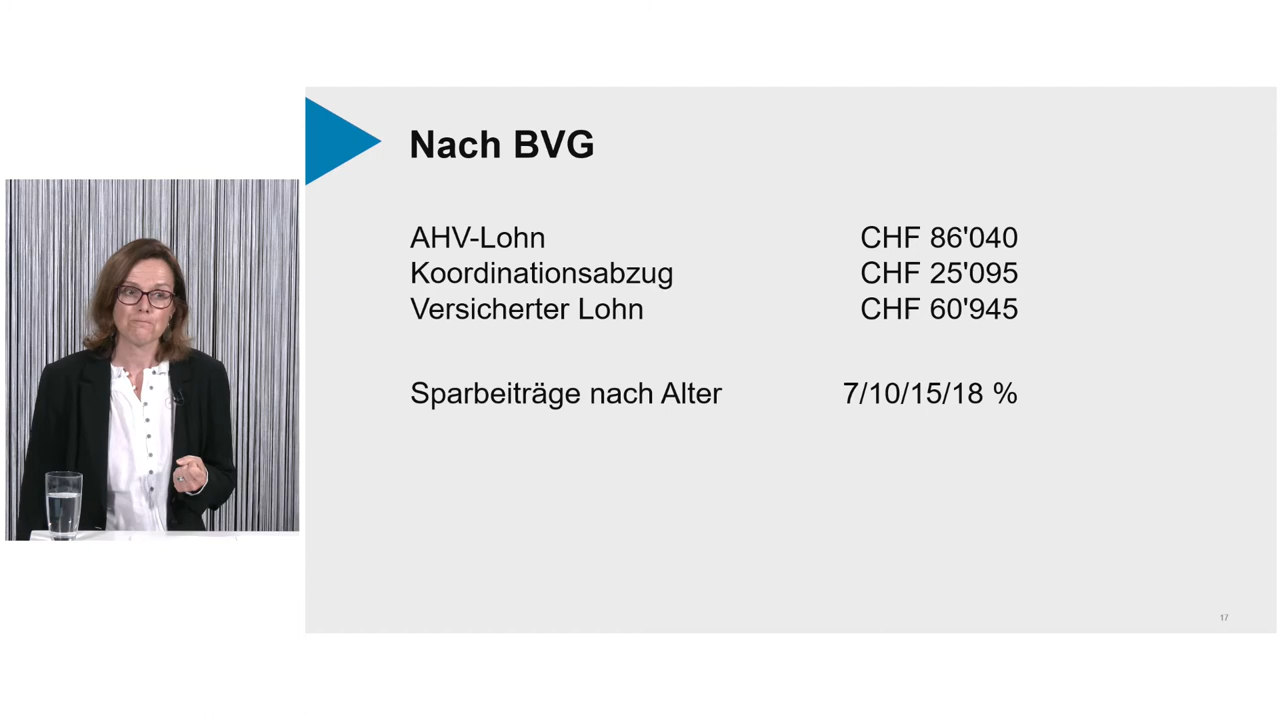 Nach BVG
AHV-Lohn CHF 86'040
Koordinationsabzug CHF 25'095
Versicherter Lohn CHF 60'945
Sparbeiträge nach Alter 7/10/15/18 %
17